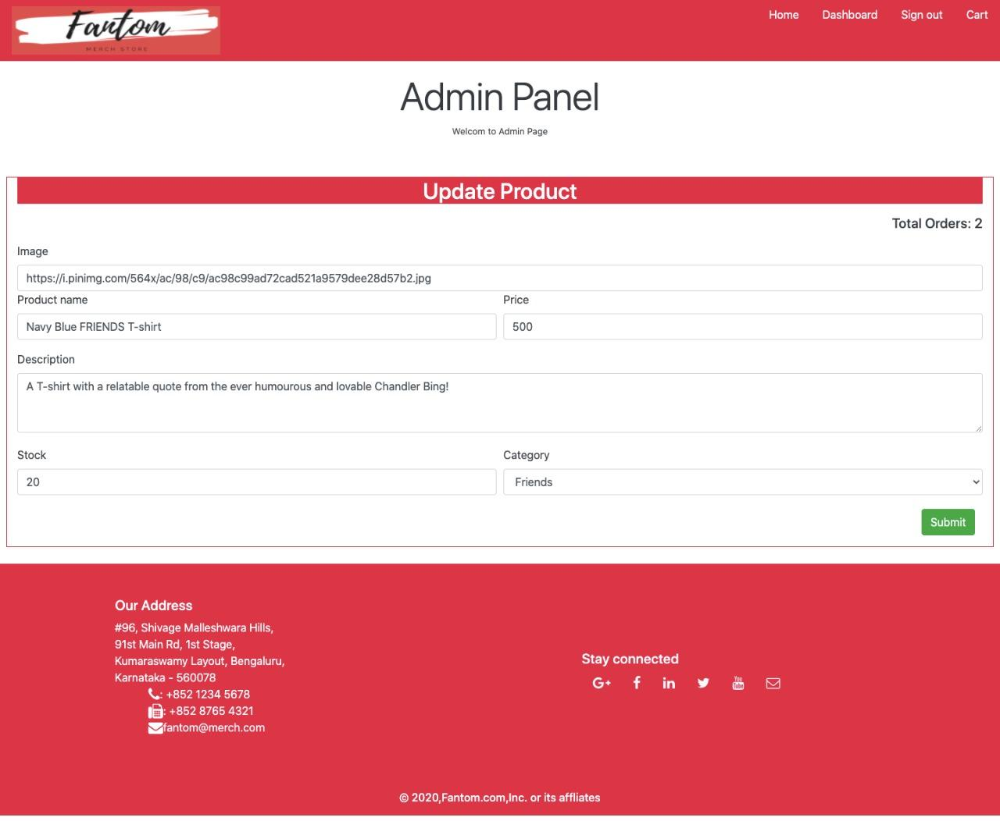 Fantom
MERCH STORE
Home Dashboard Sign out Cart
Admin Panel
Welcom to Admin Page
Update Product
Total Orders: 2
Image
https://i.pinimg.com/564x/ac/98/c9/ac98c99ad72cad521a9579dee28d57b2.jpg
Product name Price
Navy Blue FRIENDS T-shirt 500
Description
A T-shirt with a relatable quote from the ever humourous and lovable Chandler Bing!
Stock Category
20 Friends
Submit
Our Address
#96, Shivage Malleshwara Hills,
91st Main Rd, 1st Stage,
Kumaraswamy Layout, Bengaluru,
Karnataka - 560078
: +852 1234 5678
: +852 8765 4321
fantom@merch.com
Stay connected
G+ f in You Tube
© 2020,Fantom.com,Inc. or its affliates